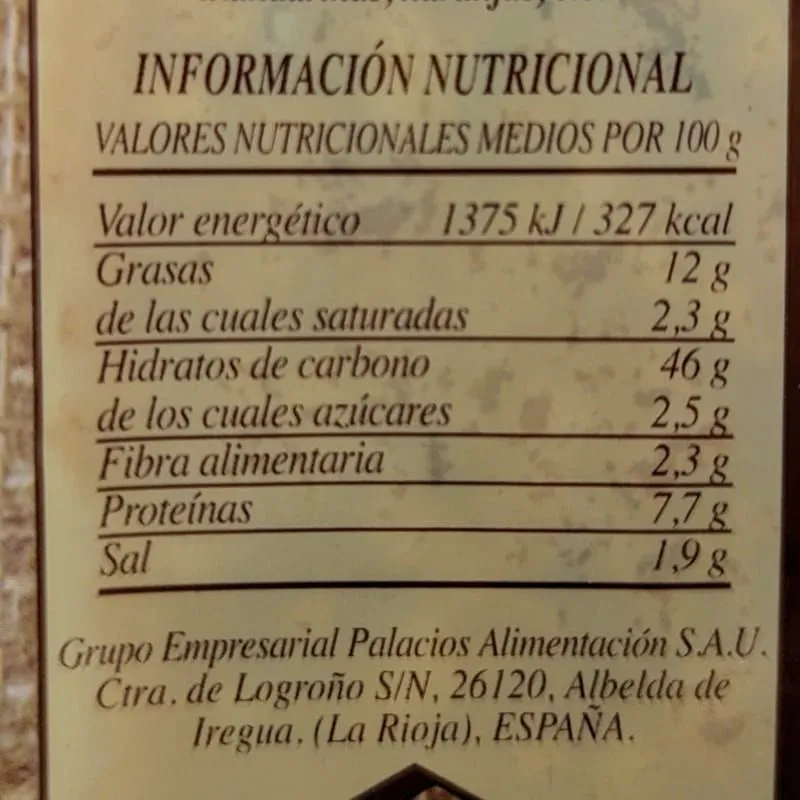 INFORMACIÓN NUTRICIONAL
VALORES NUTRICIONALES MEDIOS POR 100 g
Valor energético 1375 kJ / 327 kcal
Grasas 12 g
de las cuales saturadas 2,3 g
Hidratos de carbono 46 g
de los cuales azúcares 2,5 g
Fibra alimentaria 2,3 g
Proteínas 7,7 g
Sal 1,9 g
Grupo Empresarial Palacios Alimentación S.A.U.
Ctra. de Logroño S/N, 26120, Albelda de
Iregua. (La Rioja), ESPAÑA.